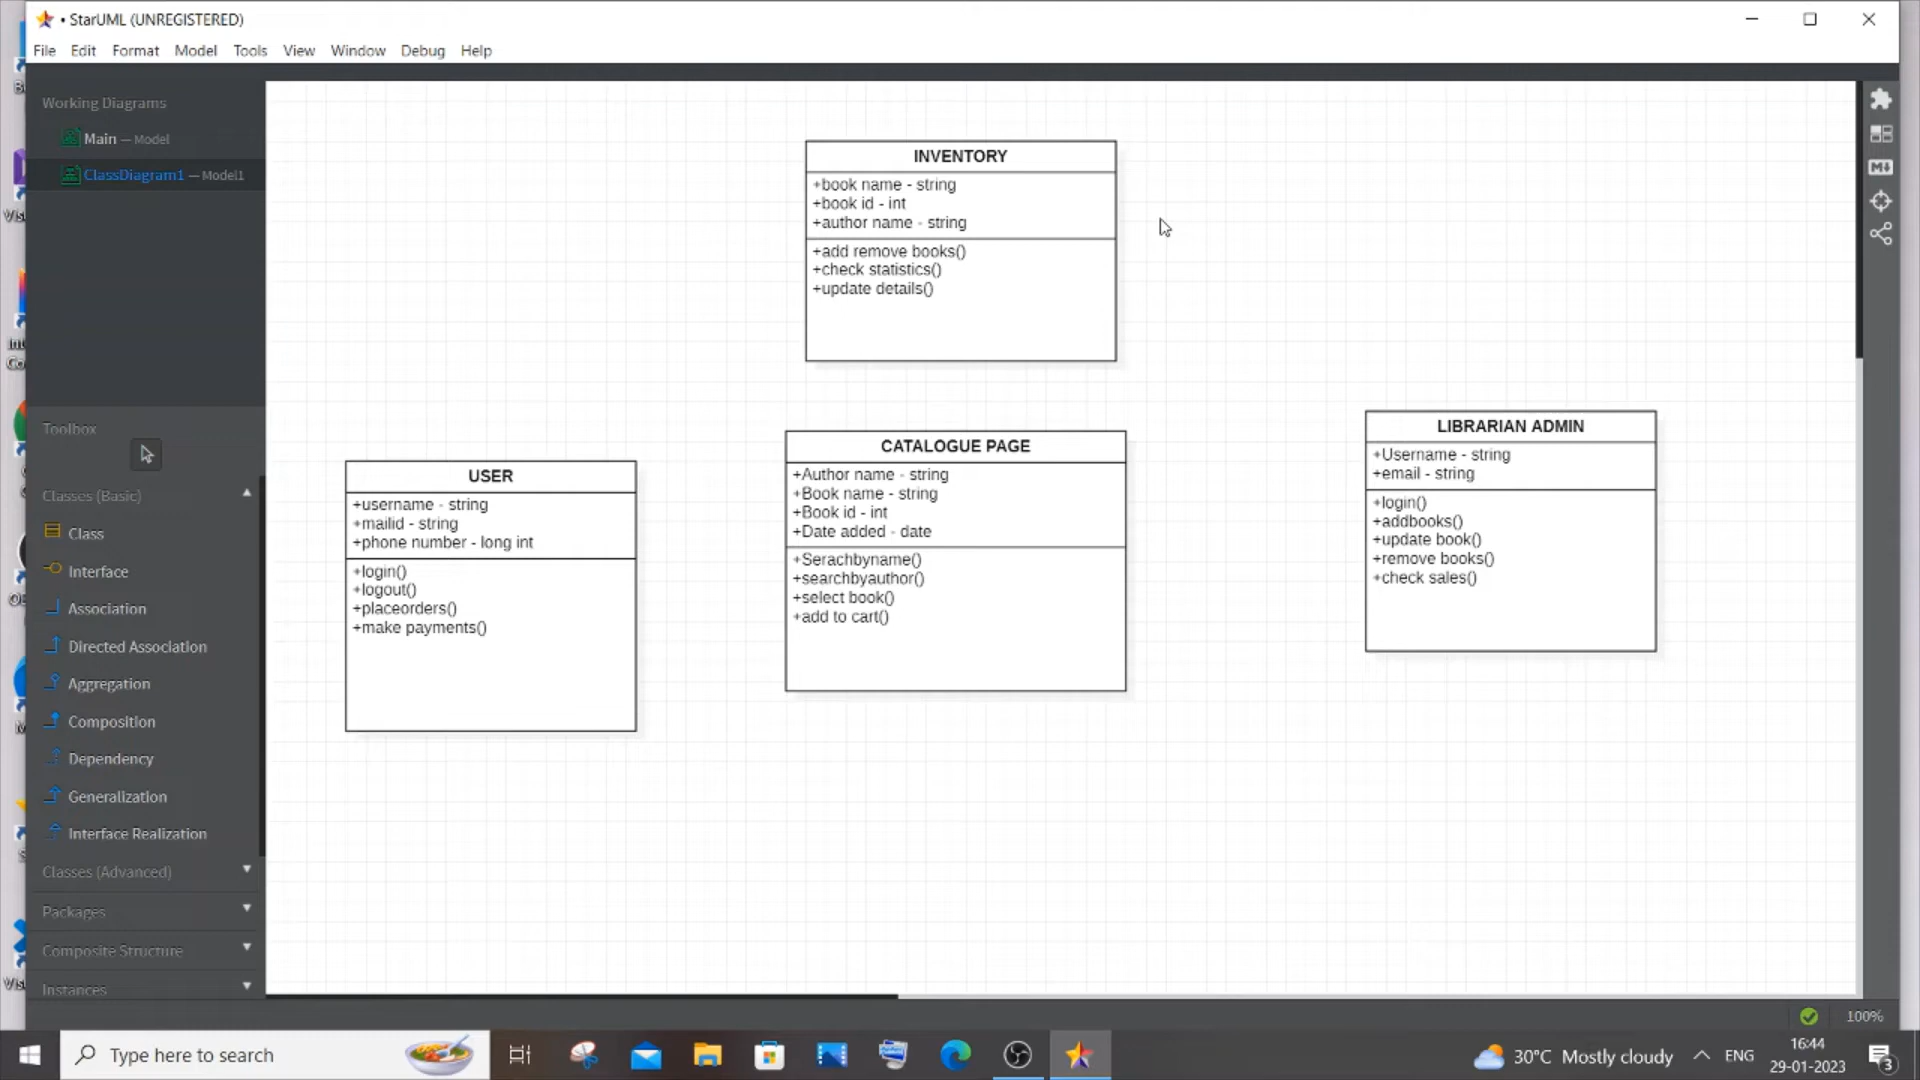 • StarUML (UNREGISTERED)
File Edit Format Model Tools View Window Debug Help
Working Diagrams
Main — Model
ClassDiagram1 — Model1
Toolbox
Classes (Basic)
Class
Interface
Association
Directed Association
Aggregation
Composition
Dependency
Generalization
Interface Realization
Classes (Advanced)
Packages
Composite Structure
Instances
INVENTORY
+book name - string
+book id - int
+author name - string
+add remove books()
+check statistics()
+update details()
USER
+username - string
+mailid - string
+phone number - long int
+login()
+logout()
+placeorders()
+make payments()
CATALOGUE PAGE
+Author name - string
+Book name - string
+Book id - int
+Date added - date
+Serachbyname()
+searchbyauthor()
+select book()
+add to cart()
LIBRARIAN ADMIN
+Username - string
+email - string
+login()
+addbooks()
+update book()
+remove books()
+check sales()
100%
Type here to search
30°C Mostly cloudy
ENG
16:44
29-01-2023
3